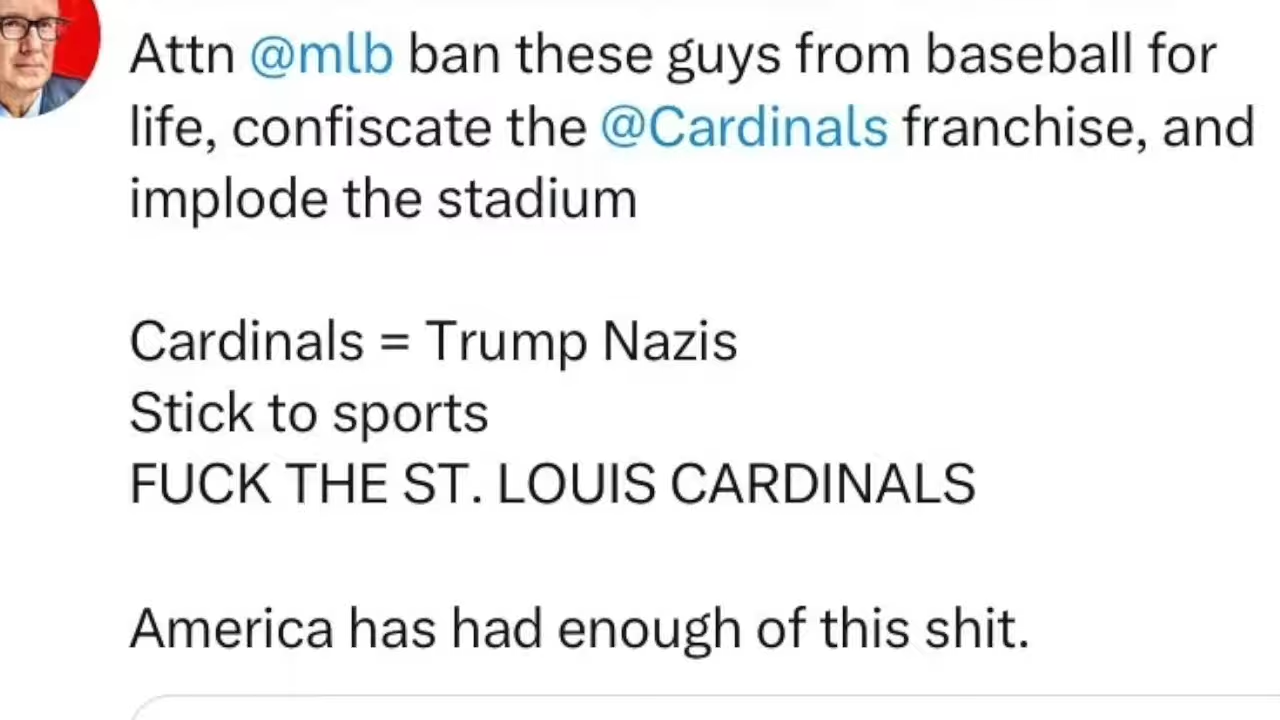 Attn @mlb ban these guys from baseball for
life, confiscate the @Cardinals franchise, and
implode the stadium
Cardinals = Trump Nazis
Stick to sports
FUCK THE ST. LOUIS CARDINALS
America has had enough of this shit.